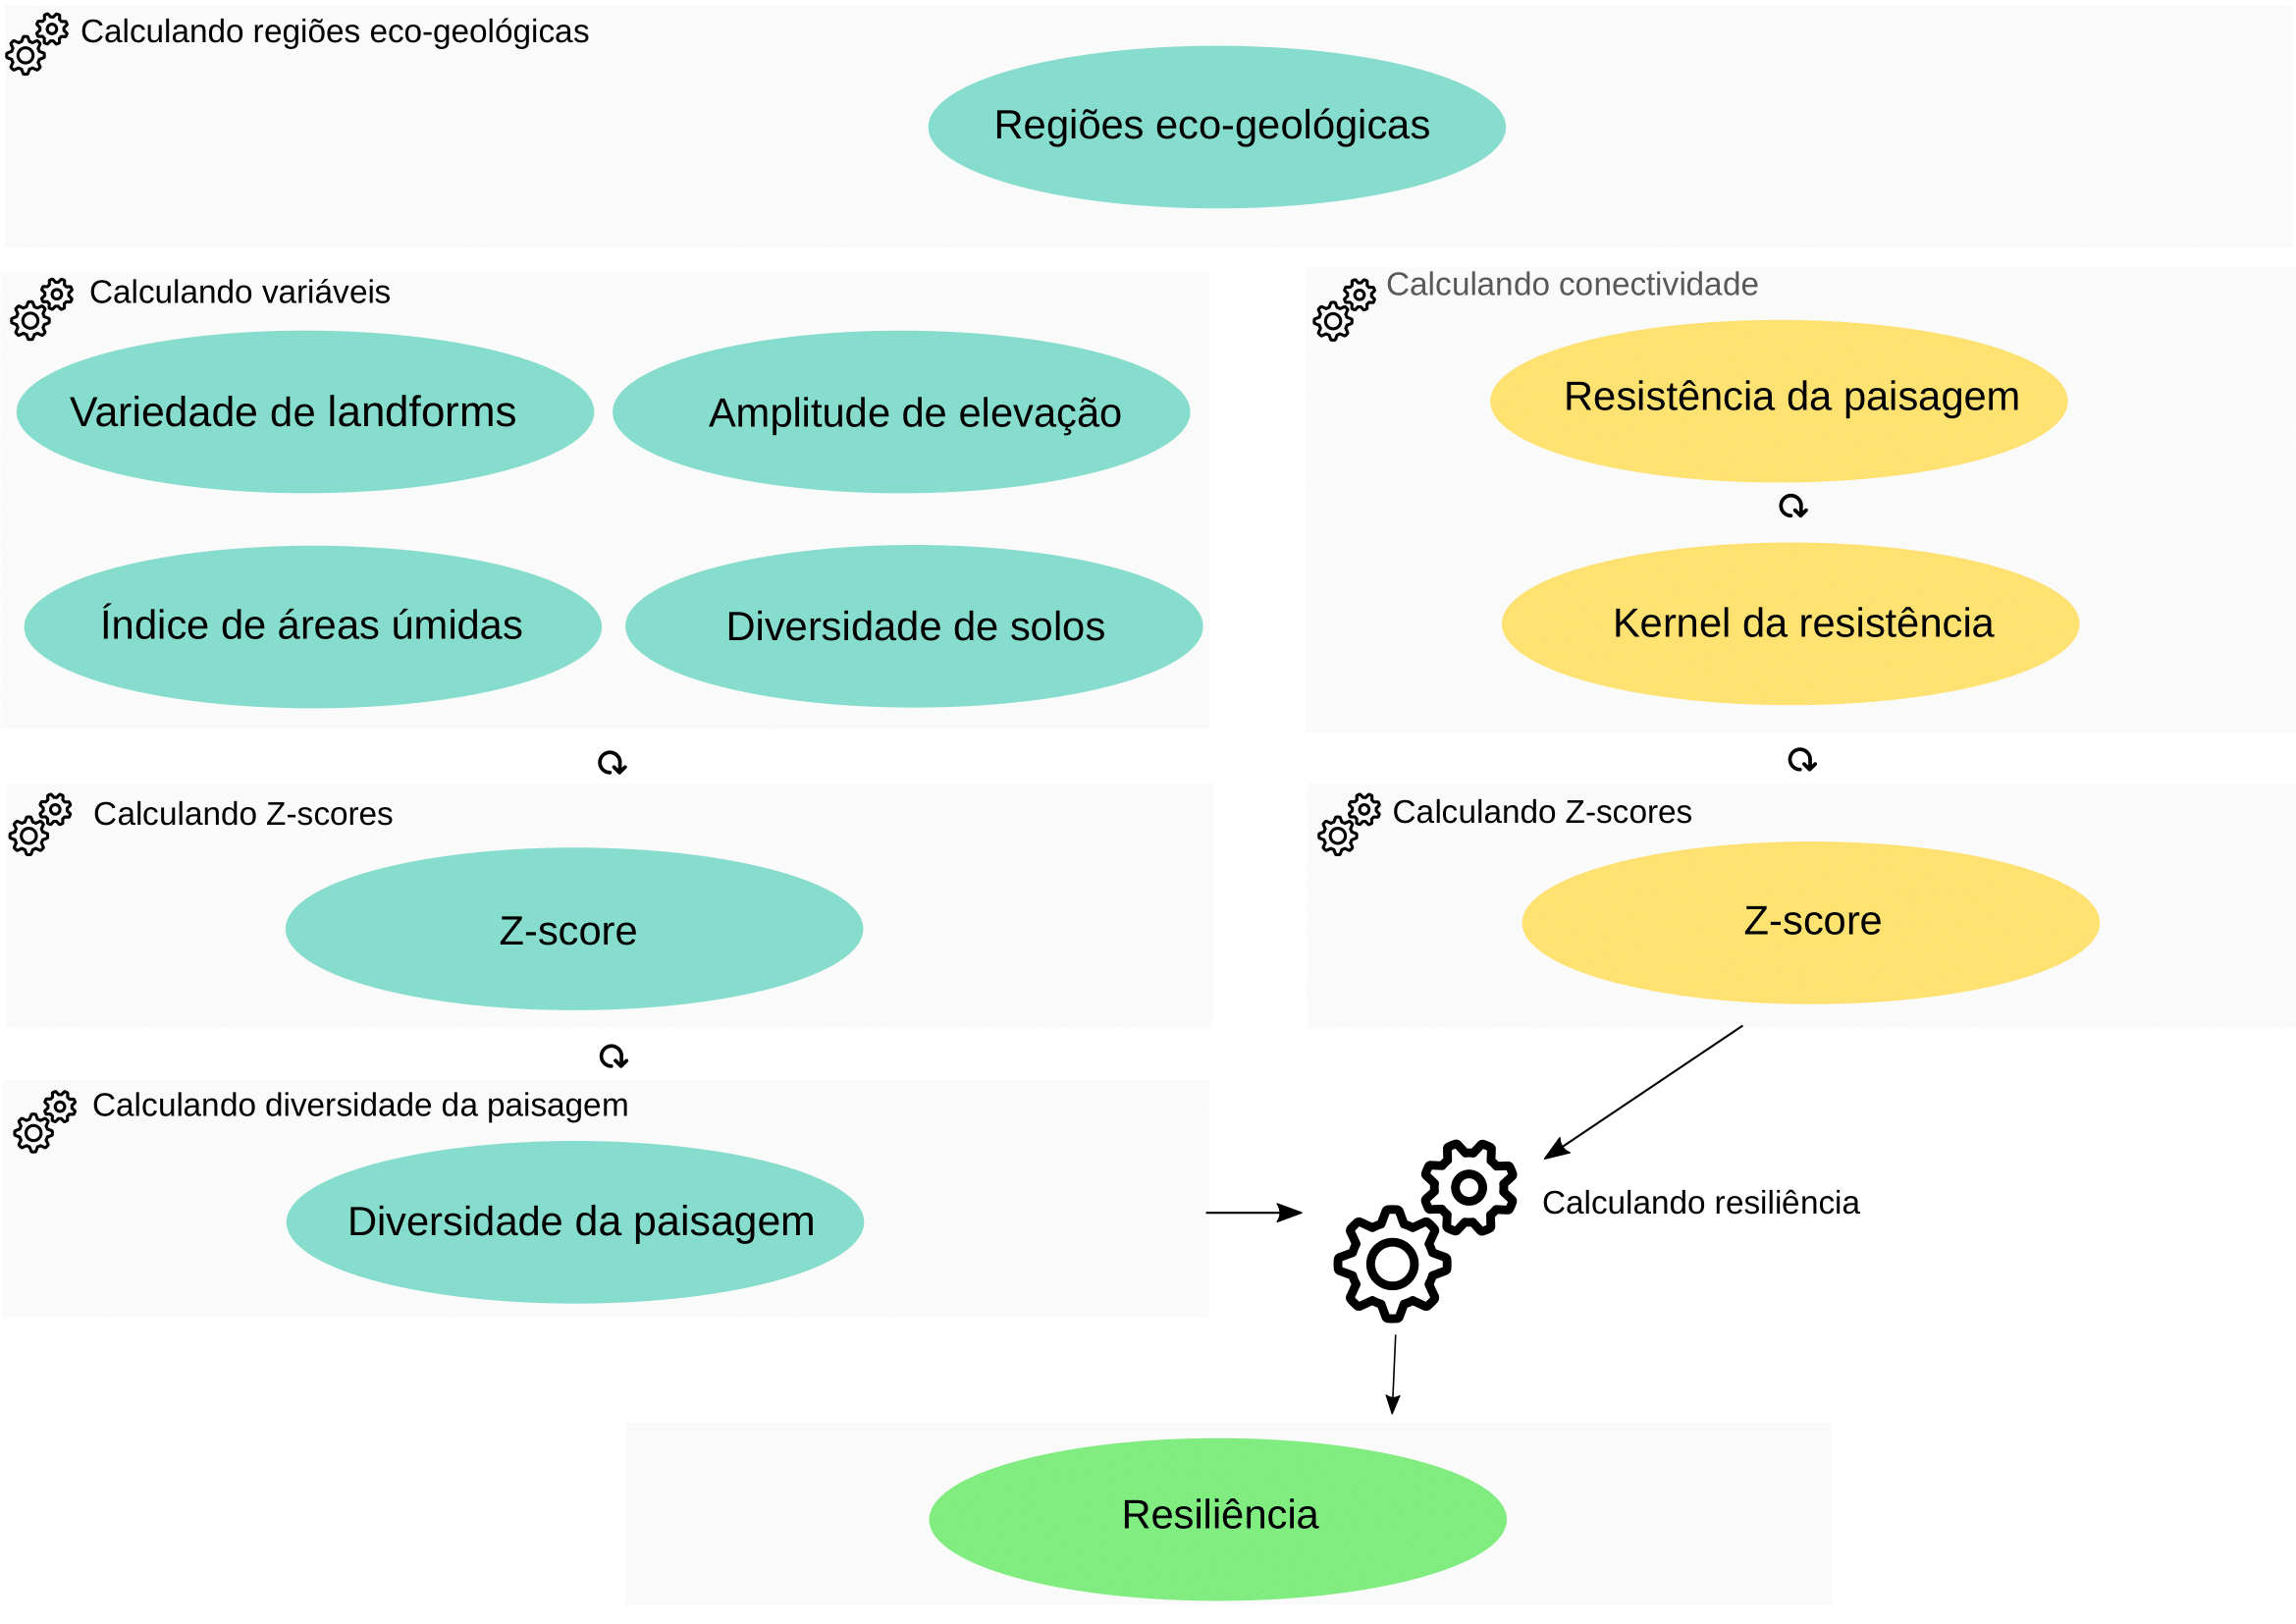 Calculando regiões eco-geológicas
Regiões eco-geológicas
Calculando variáveis
Variedade de landforms
Amplitude de elevação
Índice de áreas úmidas
Diversidade de solos
Calculando conectividade
Resistência da paisagem
Kernel da resistência
Calculando Z-scores
Z-score
Calculando Z-scores
Z-score
Calculando diversidade da paisagem
Diversidade da paisagem
Calculando resiliência
Resiliência